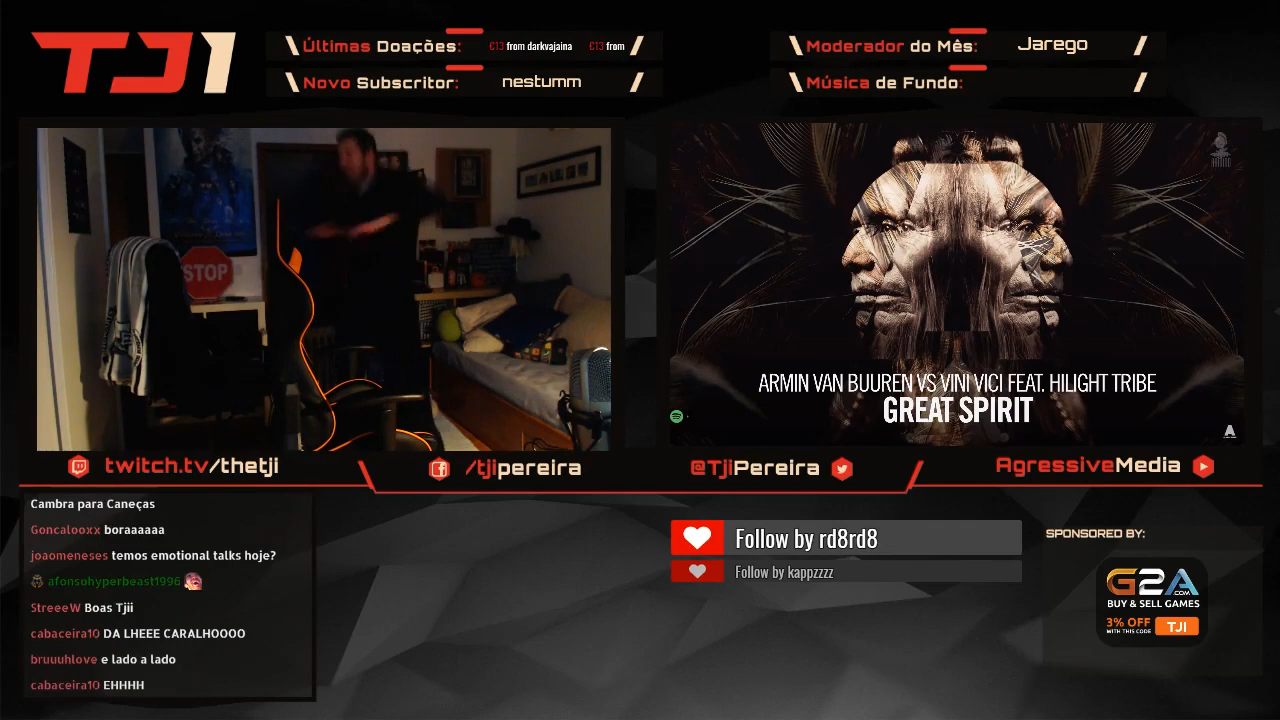 TJI
Últimas Doações: €13 from darkvajaina €13 from
Novo Subscritor: nestumm
Moderador do Mês: Jarego
Música de Fundo:
STOP
ARMIN VAN BUUREN VS VINI VICI FEAT. HILIGHT TRIBE
GREAT SPIRIT
twitch.tv/thetji
/tjipereira
@TjiPereira
AgressiveMedia
Cambra para Caneças
Goncalooxx boraaaaaa
joaomeneses temos emotional talks hoje?
afonsohyperbeast1996
StreeeW Boas Tjii
cabaceira10 DA LHEEE CARALHOOOO
bruuuhlove e lado a lado
cabaceira10 EHHHH
Follow by rd8rd8
Follow by kappzzzz
SPONSORED BY:
G2A
.COM
BUY & SELL GAMES
3% OFF
WITH THIS CODE
TJI